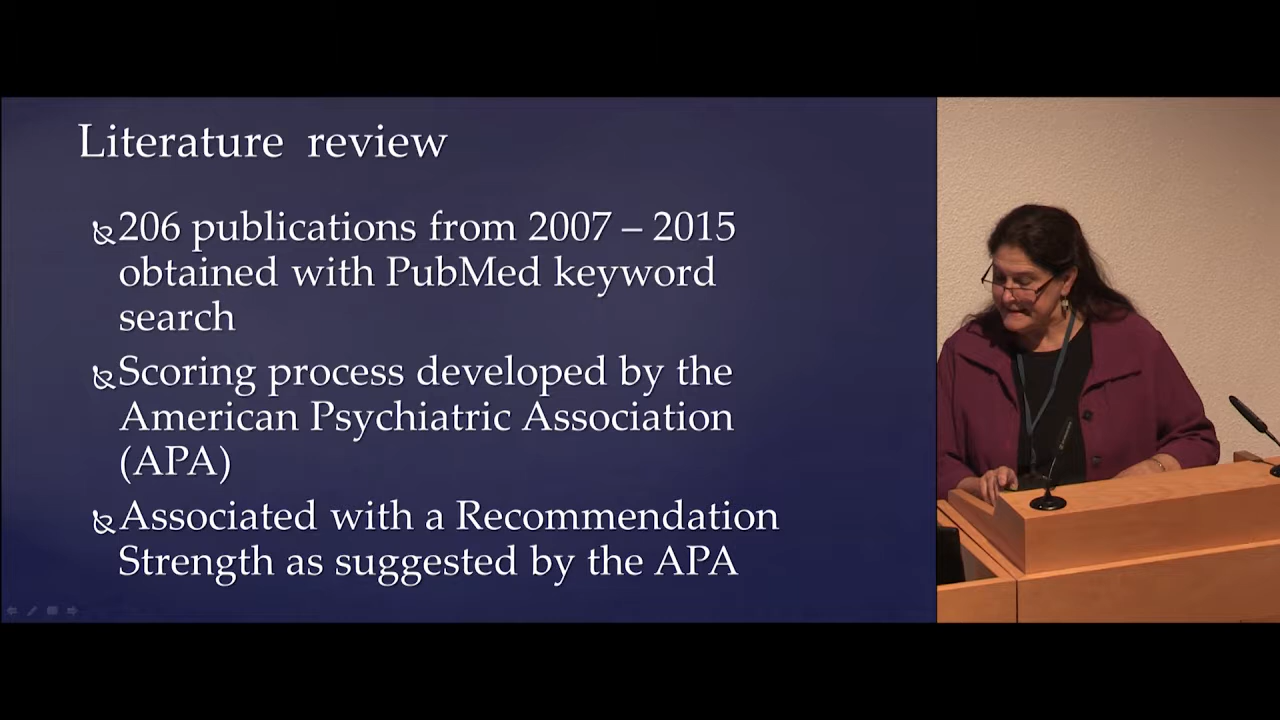 Literature review
206 publications from 2007 – 2015
obtained with PubMed keyword
search
Scoring process developed by the
American Psychiatric Association
(APA)
Associated with a Recommendation
Strength as suggested by the APA